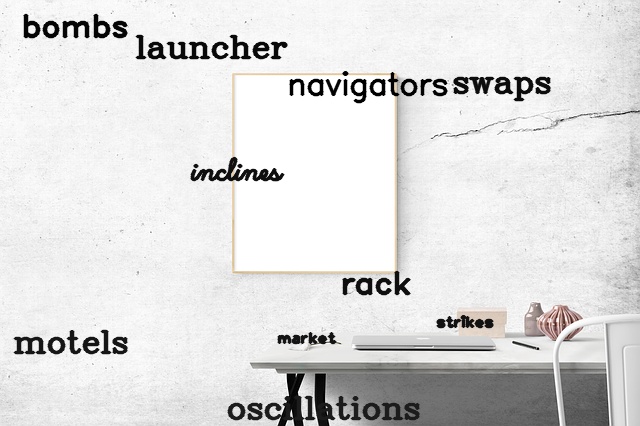 bombs
launcher
navigators swaps
inclines
rack
strikes
market
motels
oscillations